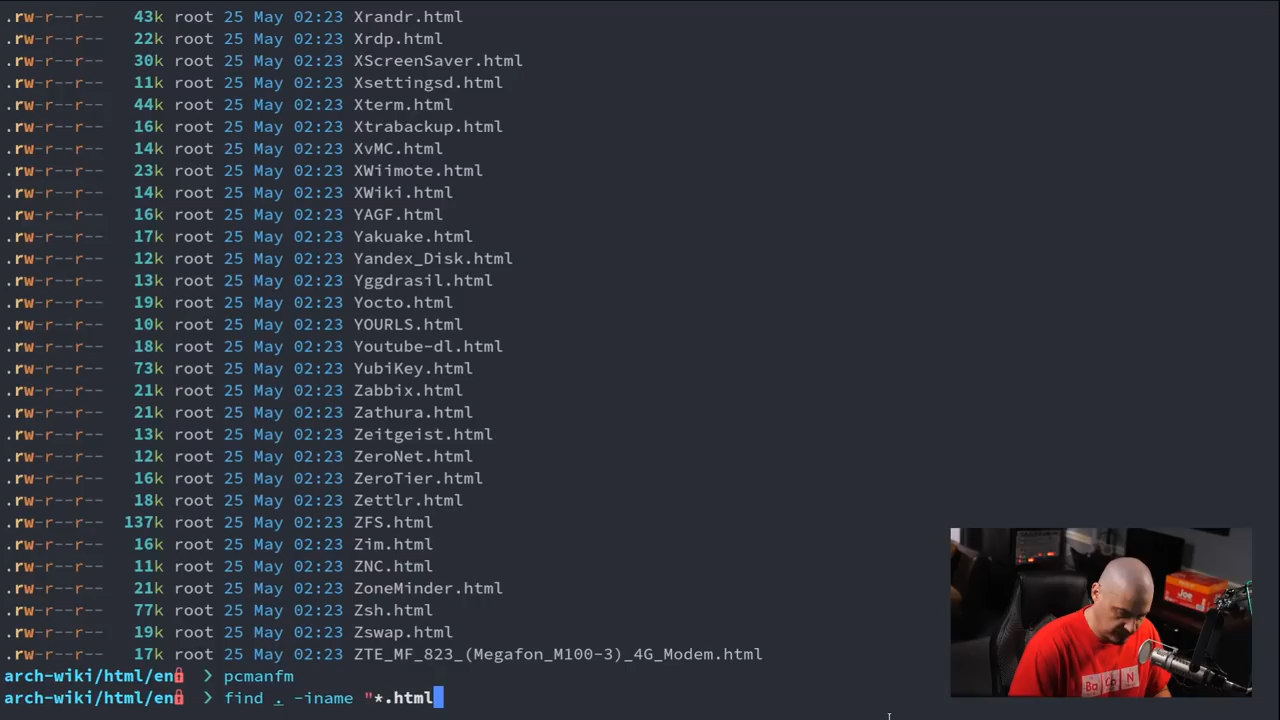 .rw-r--r-- 43k root 25 May 02:23 Xrandr.html
.rw-r--r-- 22k root 25 May 02:23 Xrdp.html
.rw-r--r-- 30k root 25 May 02:23 XScreenSaver.html
.rw-r--r-- 11k root 25 May 02:23 Xsettingsd.html
.rw-r--r-- 44k root 25 May 02:23 Xterm.html
.rw-r--r-- 16k root 25 May 02:23 Xtrabackup.html
.rw-r--r-- 14k root 25 May 02:23 XvMC.html
.rw-r--r-- 23k root 25 May 02:23 XWiimote.html
.rw-r--r-- 14k root 25 May 02:23 XWiki.html
.rw-r--r-- 16k root 25 May 02:23 YAGF.html
.rw-r--r-- 17k root 25 May 02:23 Yakuake.html
.rw-r--r-- 12k root 25 May 02:23 Yandex_Disk.html
.rw-r--r-- 13k root 25 May 02:23 Yggdrasil.html
.rw-r--r-- 19k root 25 May 02:23 Yocto.html
.rw-r--r-- 10k root 25 May 02:23 YOURLS.html
.rw-r--r-- 18k root 25 May 02:23 Youtube-dl.html
.rw-r--r-- 73k root 25 May 02:23 YubiKey.html
.rw-r--r-- 21k root 25 May 02:23 Zabbix.html
.rw-r--r-- 21k root 25 May 02:23 Zathura.html
.rw-r--r-- 13k root 25 May 02:23 Zeitgeist.html
.rw-r--r-- 12k root 25 May 02:23 ZeroNet.html
.rw-r--r-- 16k root 25 May 02:23 ZeroTier.html
.rw-r--r-- 18k root 25 May 02:23 Zettlr.html
.rw-r--r-- 137k root 25 May 02:23 ZFS.html
.rw-r--r-- 16k root 25 May 02:23 Zim.html
.rw-r--r-- 11k root 25 May 02:23 ZNC.html
.rw-r--r-- 21k root 25 May 02:23 ZoneMinder.html
.rw-r--r-- 77k root 25 May 02:23 Zsh.html
.rw-r--r-- 19k root 25 May 02:23 Zswap.html
.rw-r--r-- 17k root 25 May 02:23 ZTE_MF_823_(Megafon_M100-3)_4G_Modem.html
arch-wiki/html/en > pcmanfm
arch-wiki/html/en > find . -iname "*.html
Joe
Ba Co N